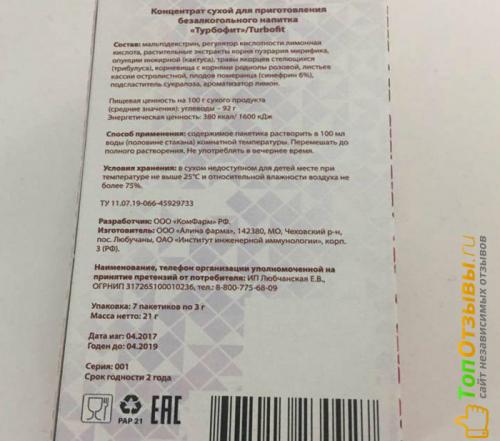 Концентрат сухой для приготовления
безалкогольного напитка
«Турбофит»/Turbofit
Состав: мальтодекстрин, регулятор кислотности лимонная
кислота, растительные экстракты корня пуэрария мирифика,
опунции инжирной (кактуса), травы якорцев стелющихся
(трибулуса), корневища с корнями родиолы розовой, листьев
кассии остролистной, плодов померанца (синефрин 6%),
подсластитель сукралоза, ароматизатор лимон.
Пищевая ценность на 100 г сухого продукта
(средние значения): углеводы – 92 г
Энергетическая ценность: 380 ккал/ 1600 кДж
Способ применения: содержимое пакетика растворить в 100 мл
воды (половине стакана) комнатной температуры. Перемешать до
полного растворения. Не употреблять в вечернее время.
Условия хранения: в сухом недоступном для детей месте при
температуре не выше 25°С и относительной влажности воздуха не
более 75%.
ТУ 11.07.19-066-45929733
Разработчик: ООО «КомФарм» РФ.
Изготовитель: ООО «Алина фарма», 142380, МО, Чеховский р-н,
пос. Любучаны, ОАО «Институт инженерной иммунологии», корп.
3 (РФ).
Наименование, телефон организации уполномоченной на
принятие претензий от потребителя: ИП Любчанская Е.В.,
ОГРНИП 317265100010236, тел.: 8-800-775-68-09
Упаковка: 7 пакетиков по 3 г
Масса нетто: 21 г
Дата изг: 04.2017
Годен до: 04.2019
Серия: 001
Срок годности 2 года
PAP 21
EAC
ТопОтзывы.ru
сайт независимых отзывов